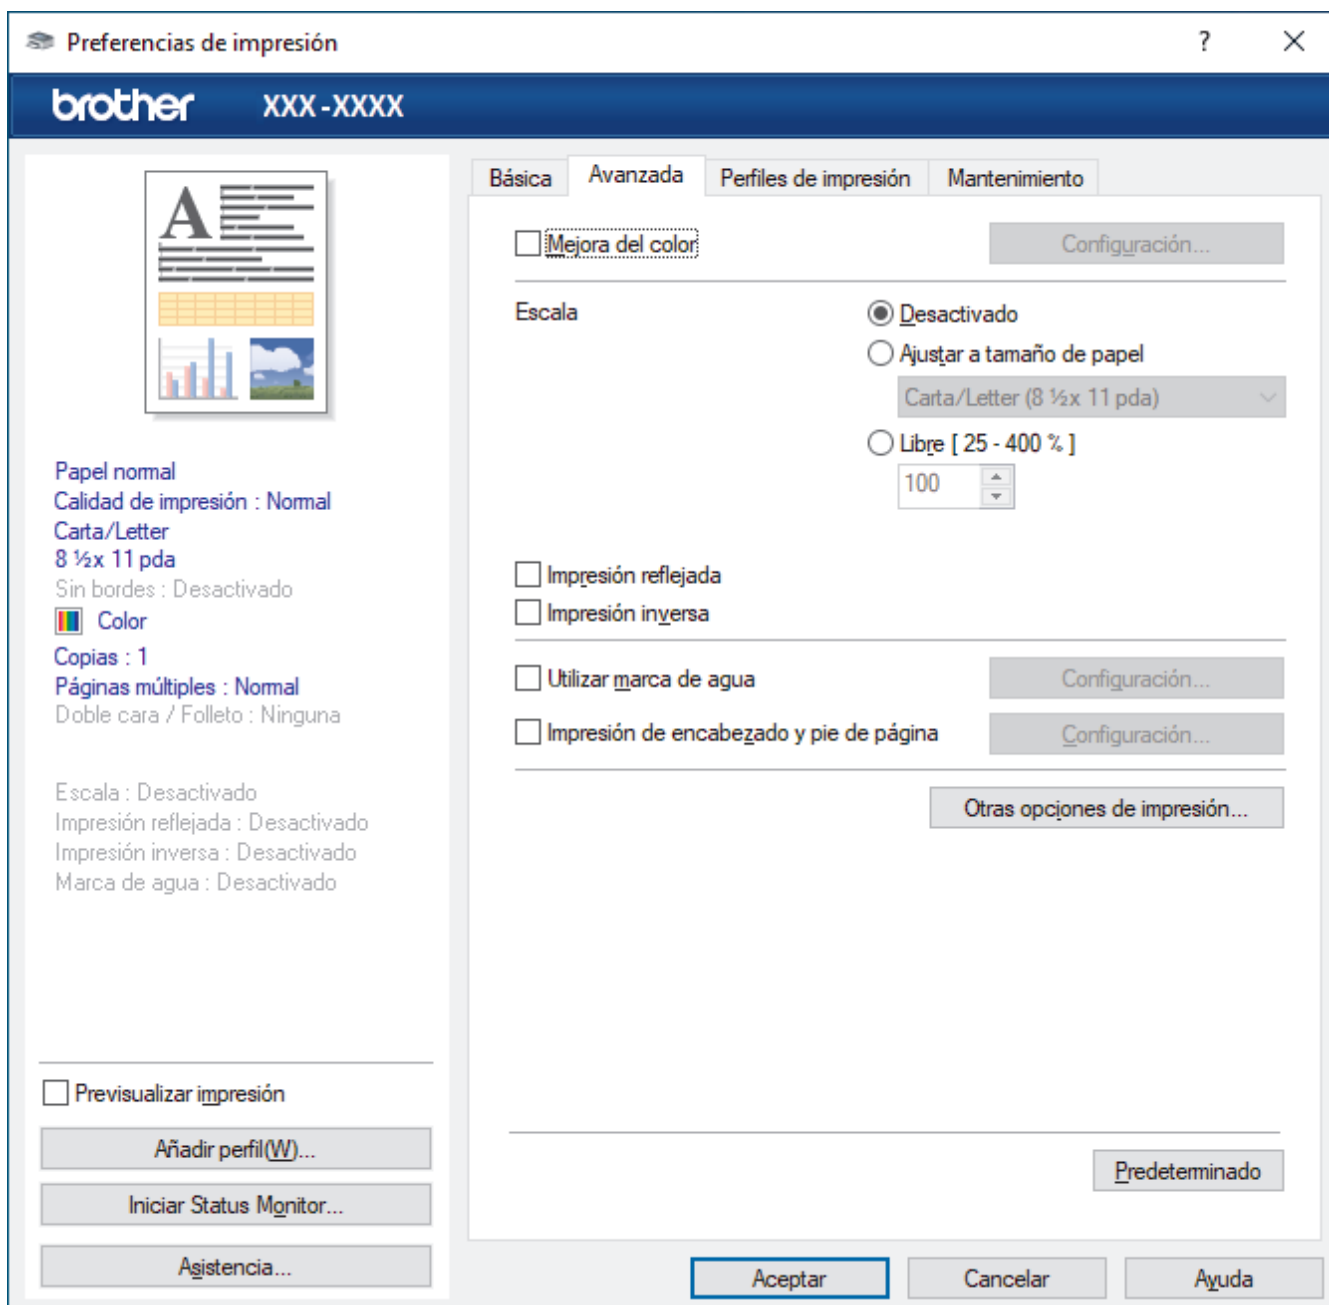 Preferencias de impresión
?
brother XXX-XXXX
A
Papel normal
Calidad de impresión : Normal
Carta/Letter
8 ½x 11 pda
Sin bordes : Desactivado
Color
Copias : 1
Páginas múltiples : Normal
Doble cara / Folleto : Ninguna
Escala : Desactivado
Impresión reflejada : Desactivado
Impresión inversa : Desactivado
Marca de agua : Desactivado
Previsualizar impresión
Añadir perfil(W)...
Iniciar Status Monitor...
Asistencia...
Básica Avanzada Perfiles de impresión Mantenimiento
Mejora del color Configuración...
Escala Desactivado
Ajustar a tamaño de papel
Carta/Letter (8 ½x 11 pda)
Libre [ 25 - 400 % ]
100
Impresión reflejada
Impresión inversa
Utilizar marca de agua Configuración...
Impresión de encabezado y pie de página Configuración...
Otras opciones de impresión...
Predeterminado
Aceptar Cancelar Ayuda